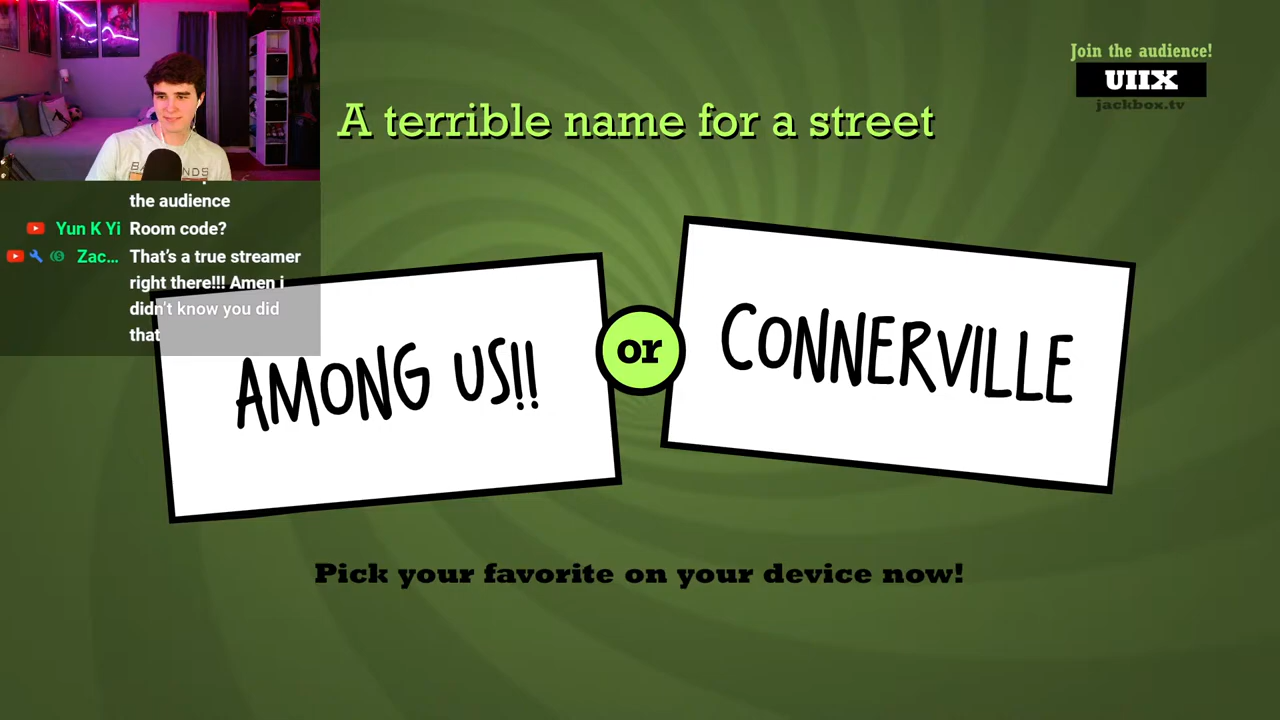 Join the audience!
UIIX
jackbox.tv
A terrible name for a street
the audience
Yun K Yi Room code?
Zac... That's a true streamer
right there!!! Amen i
didn't know you did
that
AMONG US!!
or
CONNERVILLE
Pick your favorite on your device now!